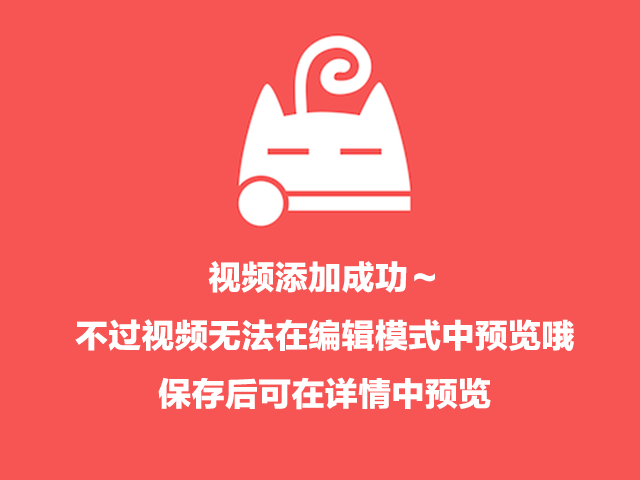 视频添加成功～
不过视频无法在编辑模式中预览哦
保存后可在详情中预览